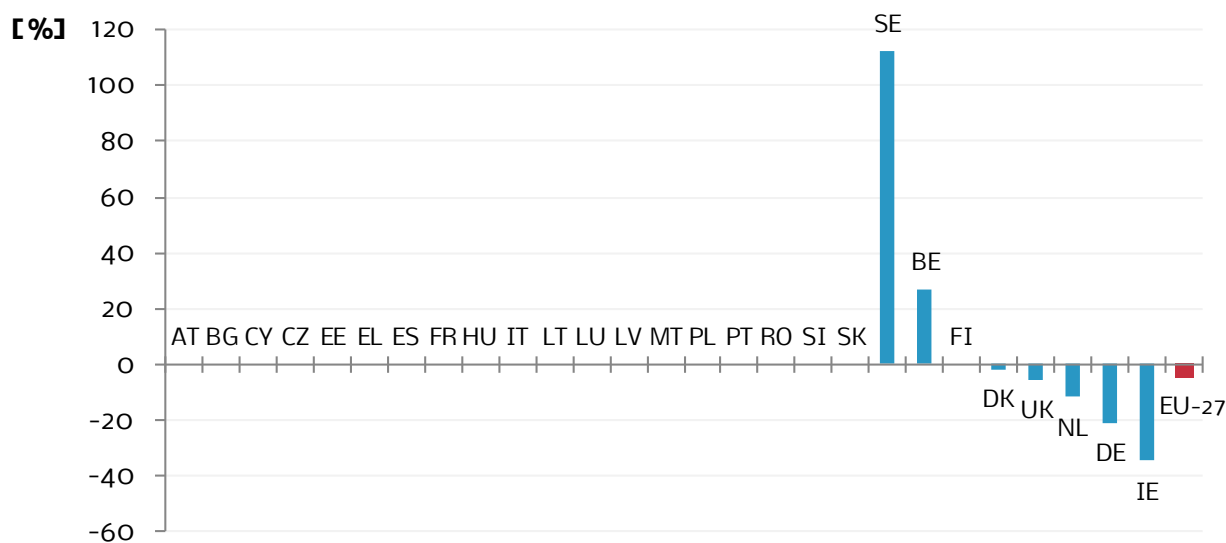 [%]
120
100
80
60
40
20
0
-20
-40
-60
SE
BE
AT BG CY CZ EE EL ES FR HU IT LT LU LV MT PL PT RO SI SK FI
DK UK NL DE IE EU-27